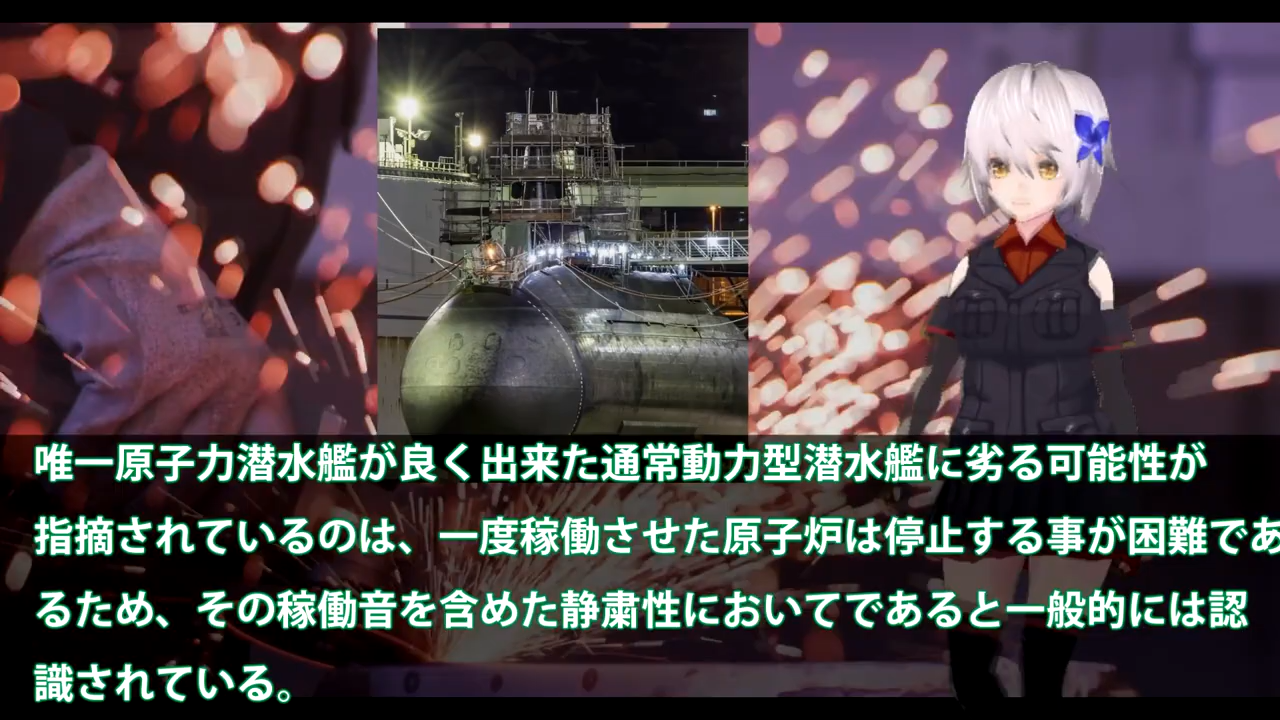 唯一原子力潜水艦が良く出来た通常動力型潜水艦に劣る可能性が
指摘されているのは、一度稼働させた原子炉は停止する事が困難であ
るため、その稼働音を含めた静粛性においてであると一般的には認
識されている。